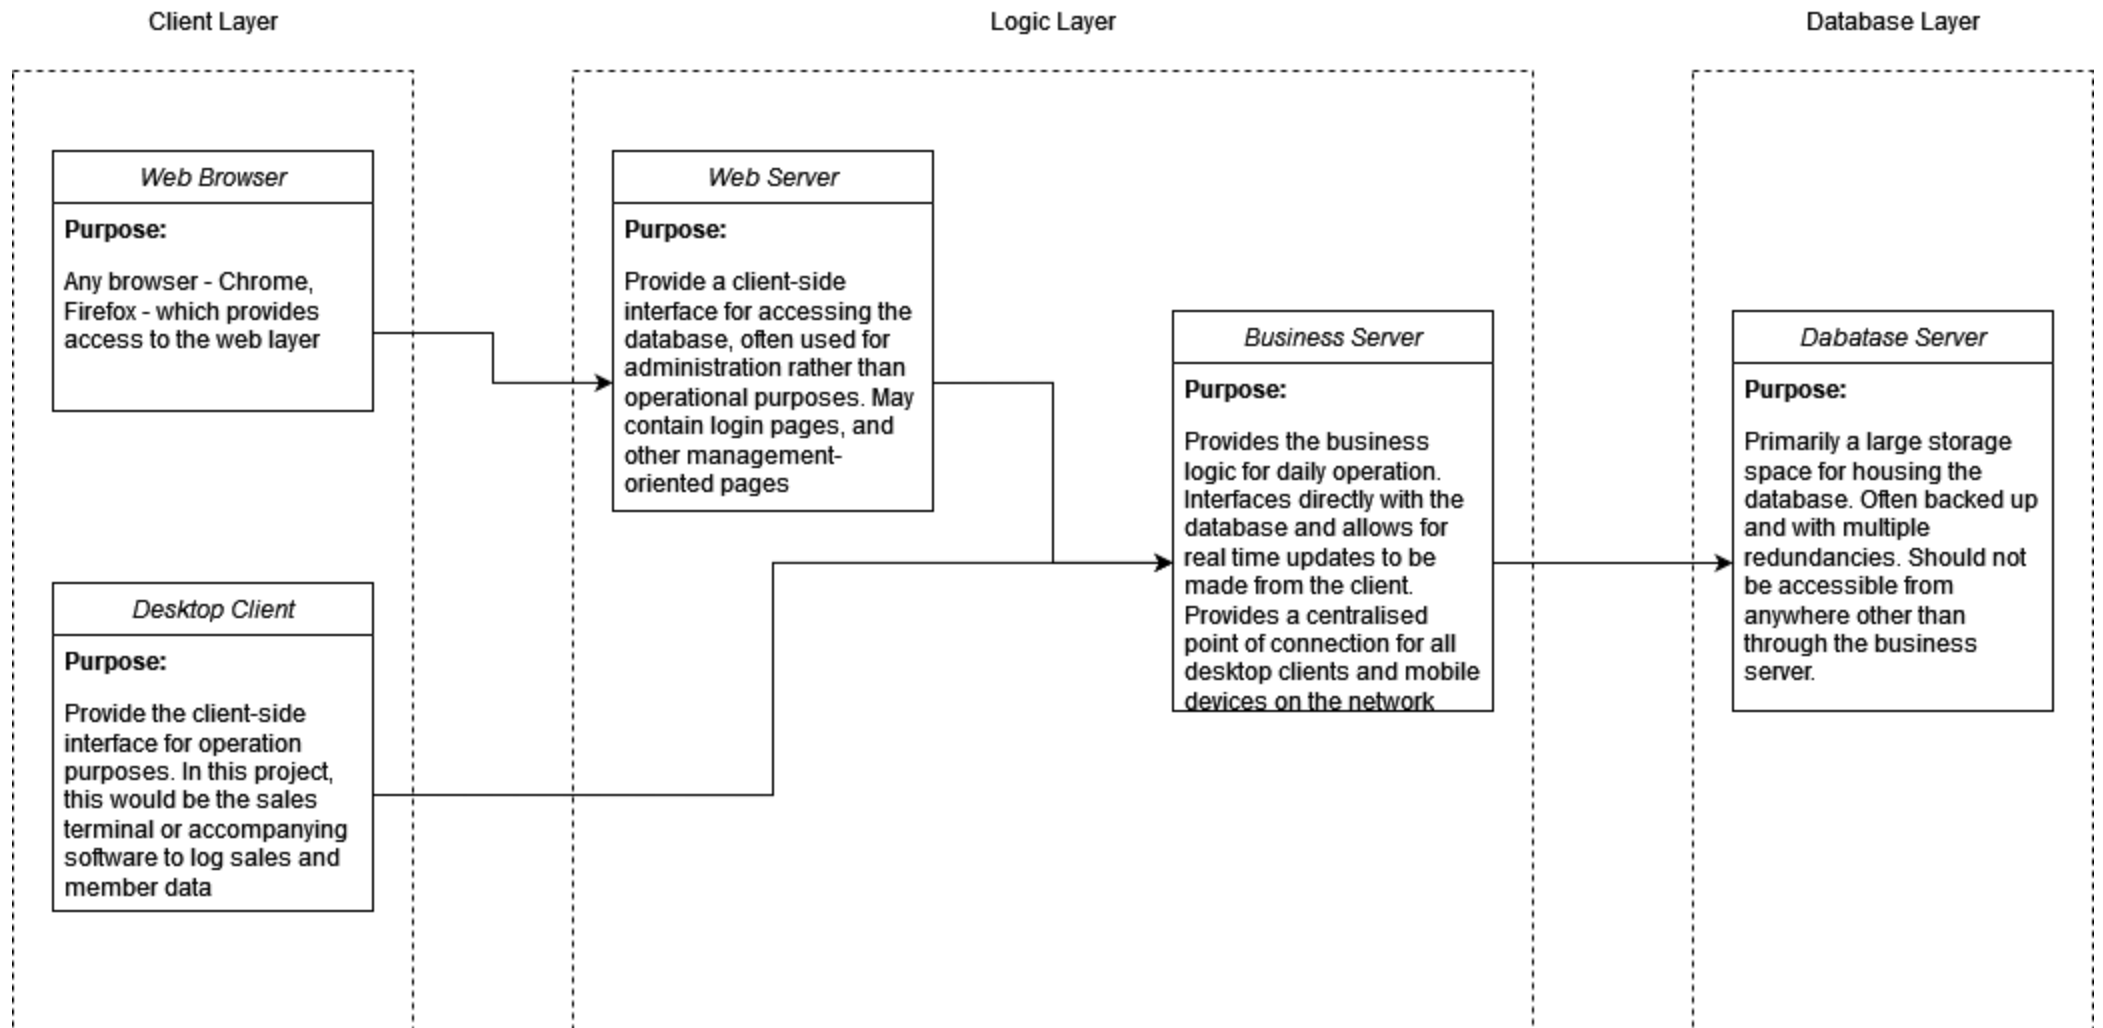 Client Layer
Logic Layer
Database Layer
Web Browser
Purpose:
Any browser - Chrome,
Firefox - which provides
access to the web layer
Desktop Client
Purpose:
Provide the client-side
interface for operation
purposes. In this project,
this would be the sales
terminal or accompanying
software to log sales and
member data
Web Server
Purpose:
Provide a client-side
interface for accessing the
database, often used for
administration rather than
operational purposes. May
contain login pages, and
other management-
oriented pages
Business Server
Purpose:
Provides the business
logic for daily operation.
Interfaces directly with the
database and allows for
real time updates to be
made from the client.
Provides a centralised
point of connection for all
desktop clients and mobile
devices on the network
Dabatase Server
Purpose:
Primarily a large storage
space for housing the
database. Often backed up
and with multiple
redundancies. Should not
be accessible from
anywhere other than
through the business
server.